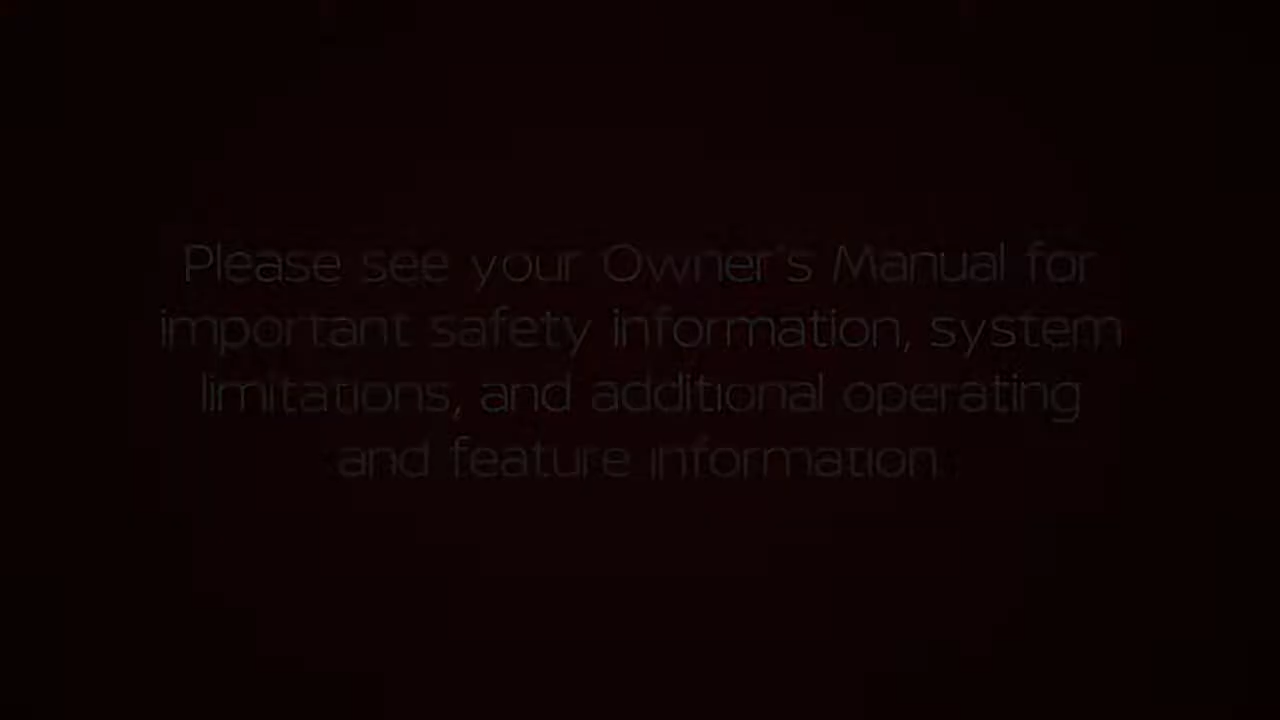 Please see your Owner's Manual for
important safety information, system
limitations, and additional operating
and feature information.